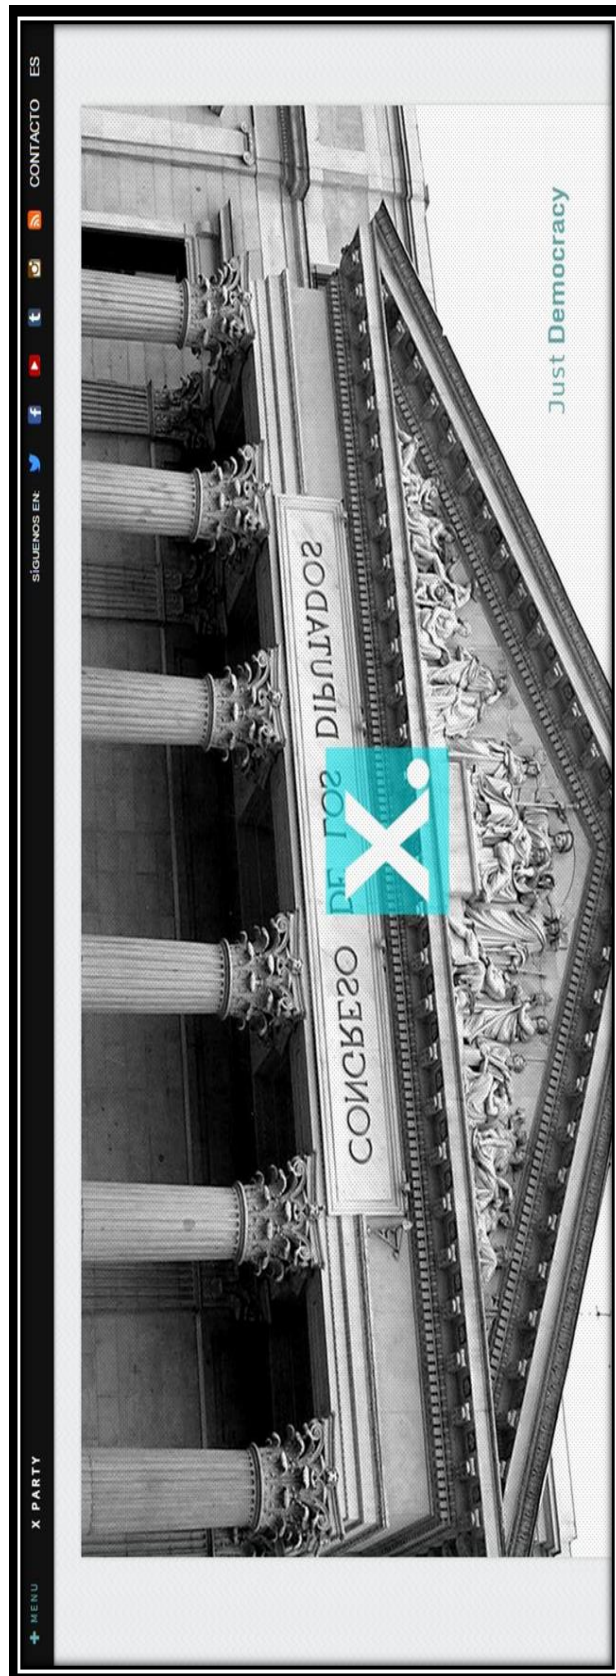 ✚ MENU X PARTY SÍGUENOS EN: CONTACTO ES
CONGRESO DE LOS DIPUTADOS
X.
Just Democracy